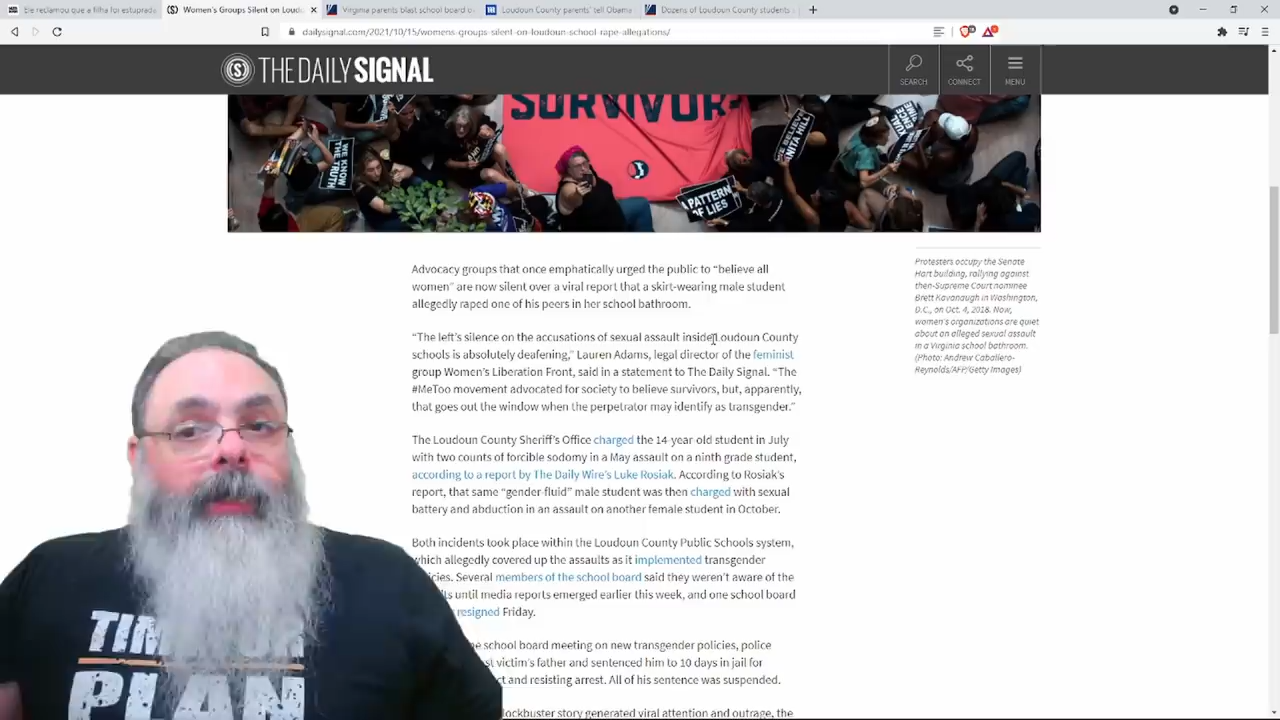 Ele reclamou que a filha foi estuprada
Women's Groups Silent on Loud
Virginia parents blast school board o
Loudoun County parents' tell Obama
Dozens of Loudoun County students
dailysignal.com/2021/10/15/womens-groups-silent-on-loudoun-school-rape-allegations/
THE DAILY SIGNAL
SEARCH
CONNECT
MENU
SURVIVOR
WE KNOW THE TRUTH
A PATTERN OF LIES
ANITA HILL
Advocacy groups that once emphatically urged the public to “believe all
women” are now silent over a viral report that a skirt-wearing male student
allegedly raped one of his peers in her school bathroom.
“The left’s silence on the accusations of sexual assault inside Loudoun County
schools is absolutely deafening,” Lauren Adams, legal director of the feminist
group Women’s Liberation Front, said in a statement to The Daily Signal. “The
#MeToo movement advocated for society to believe survivors, but, apparently,
that goes out the window when the perpetrator may identify as transgender.”
The Loudoun County Sheriff’s Office charged the 14-year-old student in July
with two counts of forcible sodomy in a May assault on a ninth grade student,
according to a report by The Daily Wire’s Luke Rosiak. According to Rosiak’s
report, that same “gender-fluid” male student was then charged with sexual
battery and abduction in an assault on another female student in October.
Both incidents took place within the Loudoun County Public Schools system,
which allegedly covered up the assaults as it implemented transgender
Several members of the school board said they weren’t aware of the
until media reports emerged earlier this week, and one school board
resigned Friday.
school board meeting on new transgender policies, police
victim’s father and sentenced him to 10 days in jail for
and resisting arrest. All of his sentence was suspended.
story generated viral attention and outrage, the
Protesters occupy the Senate
Hart building, rallying against
then-Supreme Court nominee
Brett Kavanaugh in Washington,
D.C., on Oct. 4, 2018. Now,
women's organizations are quiet
about an alleged sexual assault
in a Virginia school bathroom.
(Photo: Andrew Caballero-
Reynolds/AFP/Getty Images)
PLAN